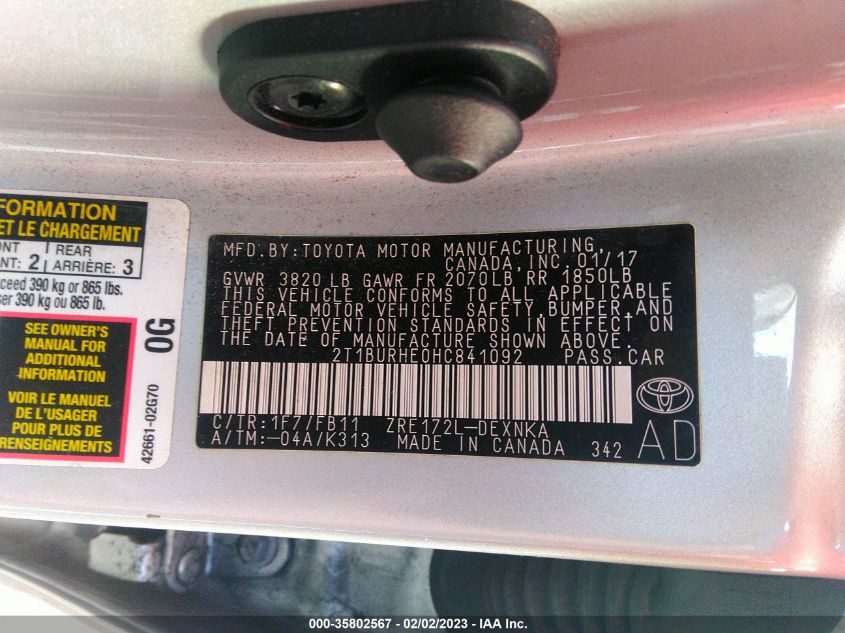 FORMATION
ET LE CHARGEMENT
ONT 2 REAR
ARRIÈRE: 3
xceed 390 kg or 865 lbs.
ser 390 kg ou 865 lb.
SEE OWNER'S
MANUAL FOR
ADDITIONAL
INFORMATION
VOIR LE MANUEL
DE L'USAGER
POUR PLUS DE
RENSEIGNEMENTS
42661-02G70
0G
MFD.BY:TOYOTA MOTOR MANUFACTURING,
CANADA,INC. 01/17
GVWR 3820 LB GAWR FR 2070LB RR 1850LB
THIS VEHICLE CONFORMS TO ALL APPLICABLE
FEDERAL MOTOR VEHICLE SAFETY,BUMPER,AND
THEFT PREVENTION STANDARDS IN EFFECT ON
THE DATE OF MANUFACTURE SHOWN ABOVE.
2T1BURHE0HC841092 PASS.CAR
C/TR:1F7/FB11 ZRE172L-DEXNKA
A/TM:-04A/K313 MADE IN CANADA 342
AD
000-35802567 - 02/02/2023 - IAA Inc.